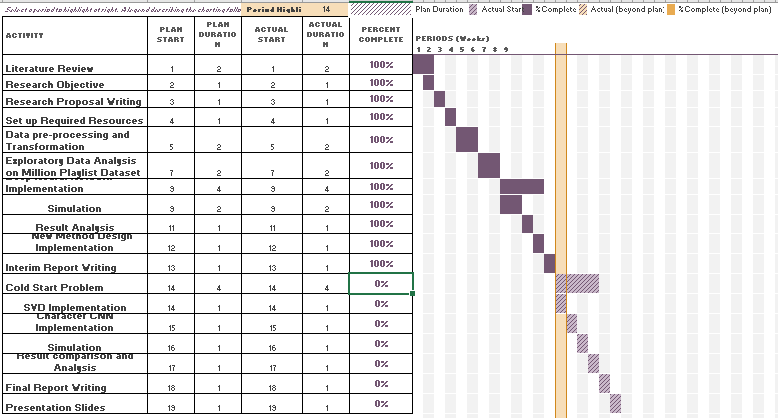 Select a period to highlight at right. A legend describing the charting follo
Period Highli 14
Plan Duration Actual Start % Complete Actual (beyond plan) % Complete (beyond plan)
ACTIVITY PLAN START PLAN DURATIO N ACTUAL START ACTUAL DURATIO N PERCENT COMPLETE PERIODS (Weeks)
1 2 3 4 5 6 7 8 9
Literature Review 1 2 1 2 100%
Research Objective 2 1 2 1 100%
Research Proposal Writing 3 1 3 1 100%
Set up Required Resources 4 1 4 1 100%
Data pre-processing and
Transformation 5 2 5 2 100%
Exploratory Data Analysis
on Million Playlist Dataset 7 2 7 2 100%
Implementation 9 4 9 4 100%
Simulation 9 2 9 2 100%
Result Analysis 11 1 11 1 100%
New Method Design
Implementation 12 1 12 1 100%
Interim Report Writing 13 1 13 1 100%
Cold Start Problem 14 4 14 4 0%
SVD Implementation 14 1 14 1 0%
Character CNN
Implementation 15 1 15 1 0%
Simulation 16 1 16 1 0%
Result comparison and
Analysis 17 1 17 1 0%
Final Report Writing 18 1 18 1 0%
Presentation Slides 19 1 19 1 0%